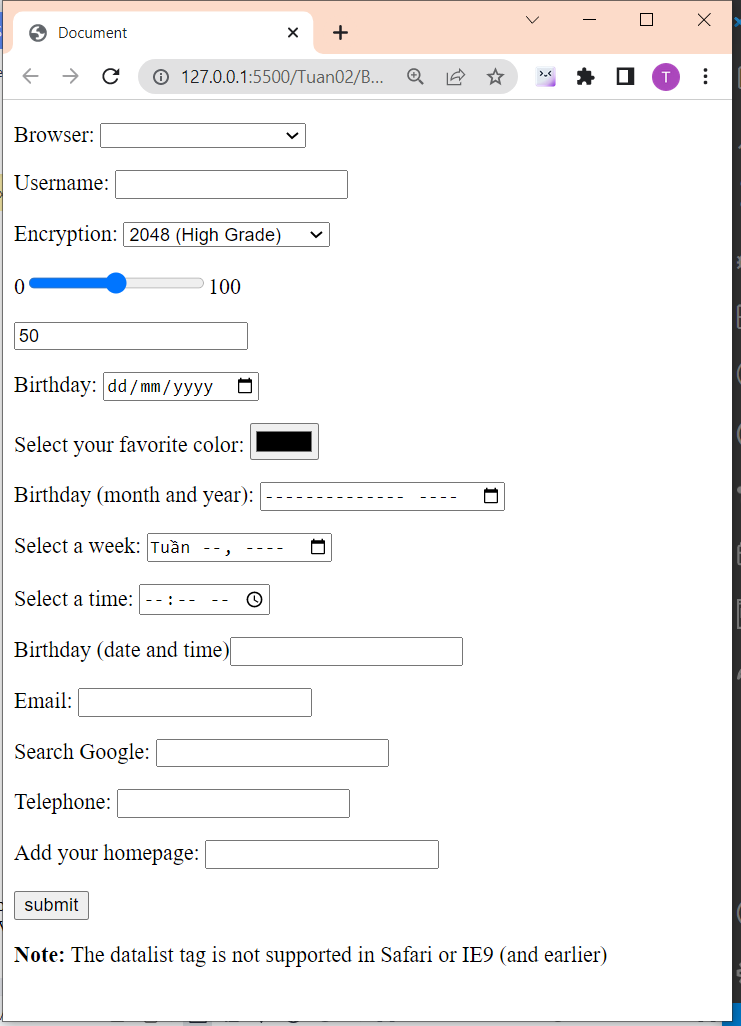 Document
127.0.0.1:5500/Tuan02/B...
T
Browser:
Username:
Encryption: 2048 (High Grade)
0 100
50
Birthday: dd/mm/yyyy
Select your favorite color:
Birthday (month and year): -------------- ----
Select a week: Tuần --, ----
Select a time: --:-- --
Birthday (date and time)
Email:
Search Google:
Telephone:
Add your homepage:
submit
Note: The datalist tag is not supported in Safari or IE9 (and earlier)